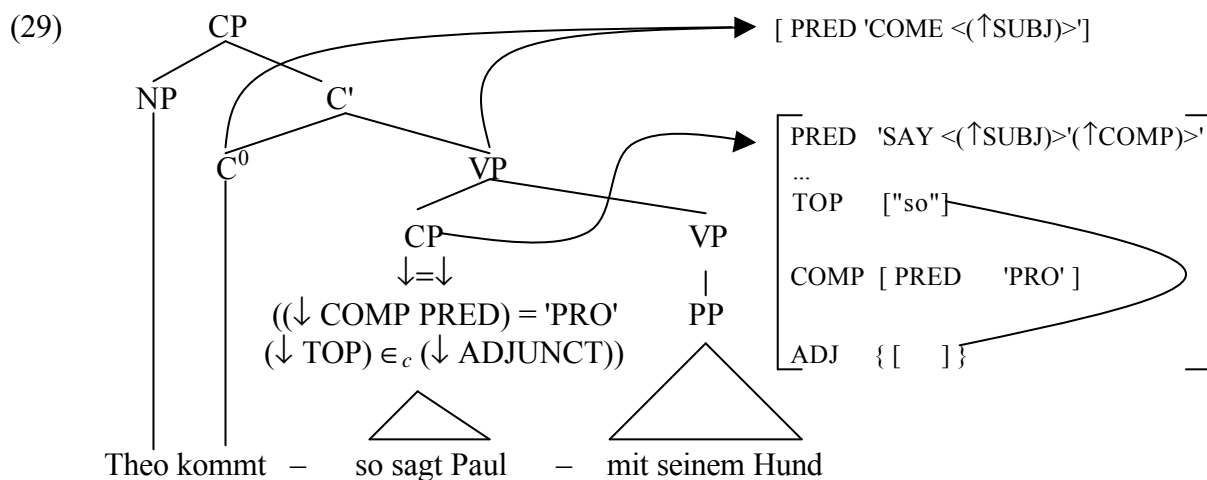 (29) CP [ PRED 'COME <(↑SUBJ)>']
NP C'
PRED 'SAY <(↑SUBJ)>'(↑COMP)>'
C⁰ VP
...
TOP ["so"]
CP VP
↓=↓
COMP [ PRED 'PRO' ]
((↓ COMP PRED) = 'PRO' PP
(↓ TOP) ∈c (↓ ADJUNCT))
ADJ { [ ] }
Theo kommt – so sagt Paul – mit seinem Hund